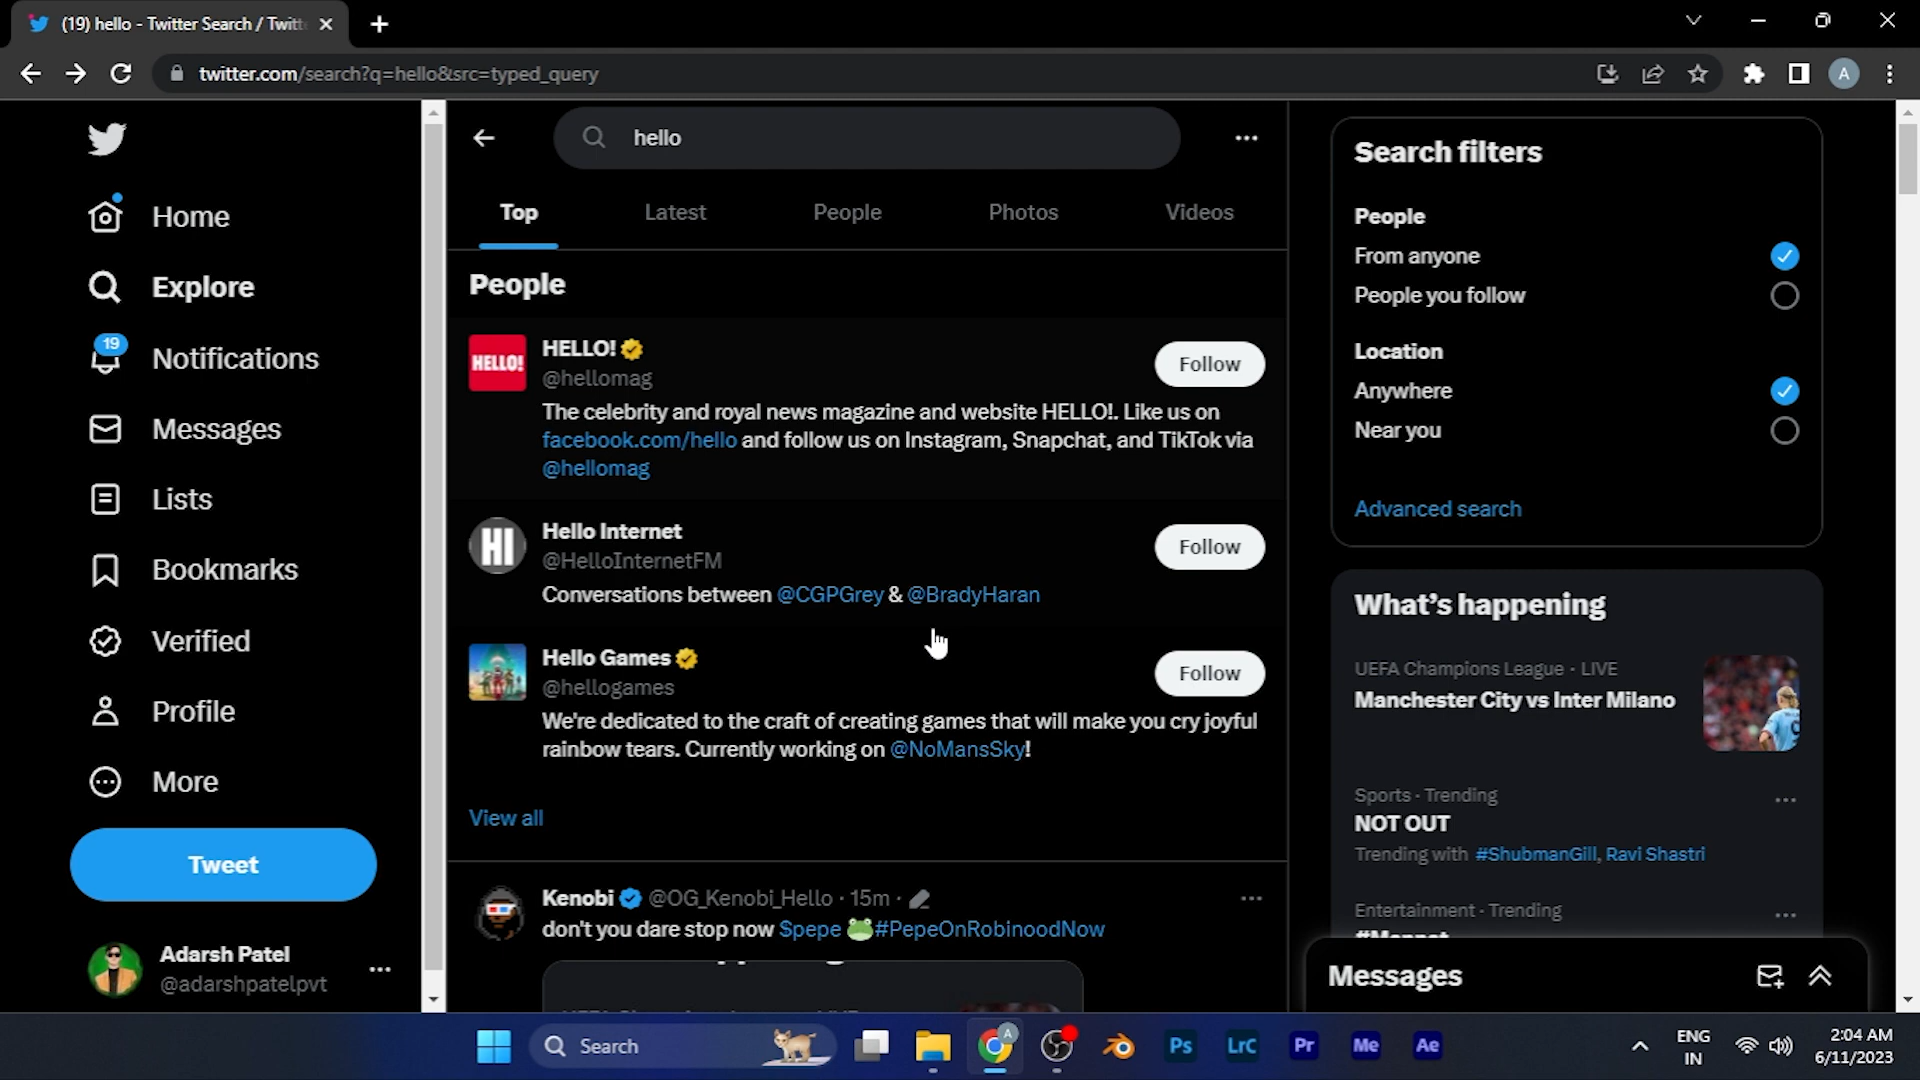 (19) hello - Twitter Search / Twitt
twitter.com/search?q=hello&src=typed_query
A
Home
Explore
19
Notifications
Messages
Lists
Bookmarks
Verified
Profile
More
Tweet
Adarsh Patel
@adarshpatelpvt
hello
Top Latest People Photos Videos
People
HELLO!
HELLO!
@hellomag
Follow
The celebrity and royal news magazine and website HELLO!. Like us on
facebook.com/hello and follow us on Instagram, Snapchat, and TikTok via
@hellomag
HI
Hello Internet
@HelloInternetFM
Follow
Conversations between @CGPGrey & @BradyHaran
Hello Games
@hellogames
Follow
We're dedicated to the craft of creating games that will make you cry joyful
rainbow tears. Currently working on @NoMansSky!
View all
Kenobi @OG_Kenobi_Hello · 15m ·
don't you dare stop now $pepe 🐸#PepeOnRobinoodNow
Search filters
People
From anyone
People you follow
Location
Anywhere
Near you
Advanced search
What's happening
UEFA Champions League · LIVE
Manchester City vs Inter Milano
Sports · Trending
NOT OUT
Trending with #ShubmanGill, Ravi Shastri
Entertainment · Trending
Messages
Search
A
Ps
LrC
Pr
Me
Ae
ENG
IN
2:04 AM
6/11/2023